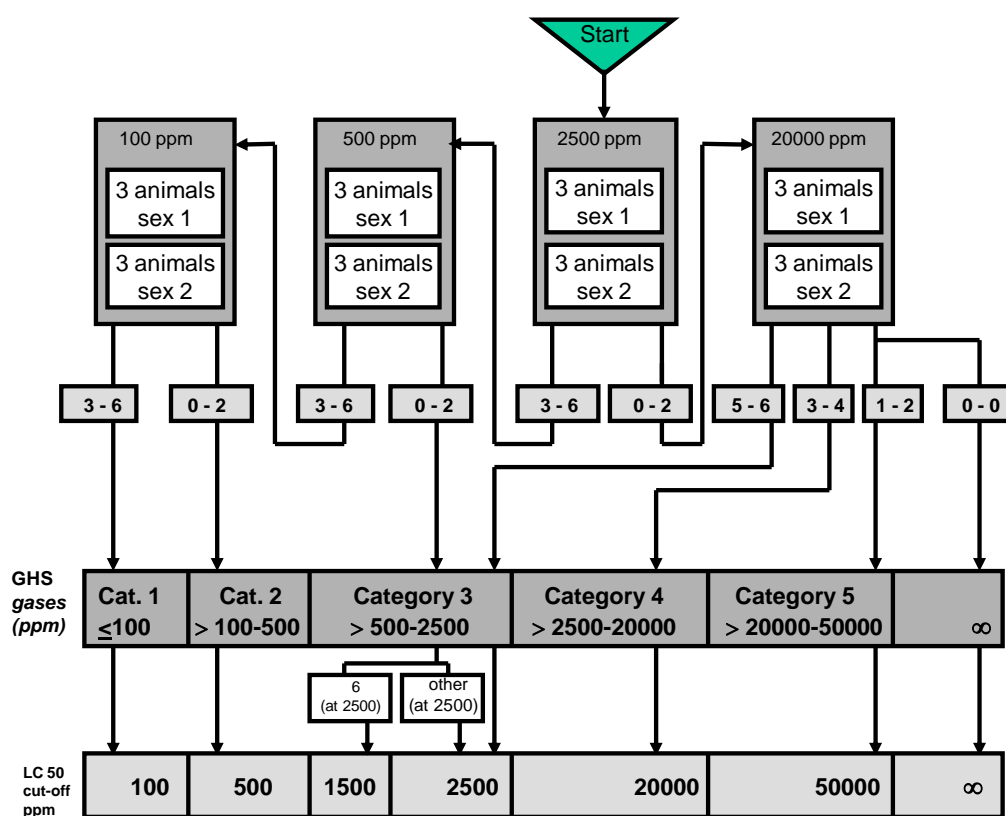 Start
100 ppm
3 animals
sex 1
3 animals
sex 2
500 ppm
3 animals
sex 1
3 animals
sex 2
2500 ppm
3 animals
sex 1
3 animals
sex 2
20000 ppm
3 animals
sex 1
3 animals
sex 2
3 - 6
0 - 2
3 - 6
0 - 2
3 - 6
0 - 2
5 - 6
3 - 4
1 - 2
0 - 0
GHS
gases
(ppm)
Cat. 1
≤100
Cat. 2
> 100-500
Category 3
> 500-2500
Category 4
> 2500-20000
Category 5
> 20000-50000
∞
6
(at 2500)
other
(at 2500)
LC 50
cut-off
ppm
100
500
1500
2500
20000
50000
∞